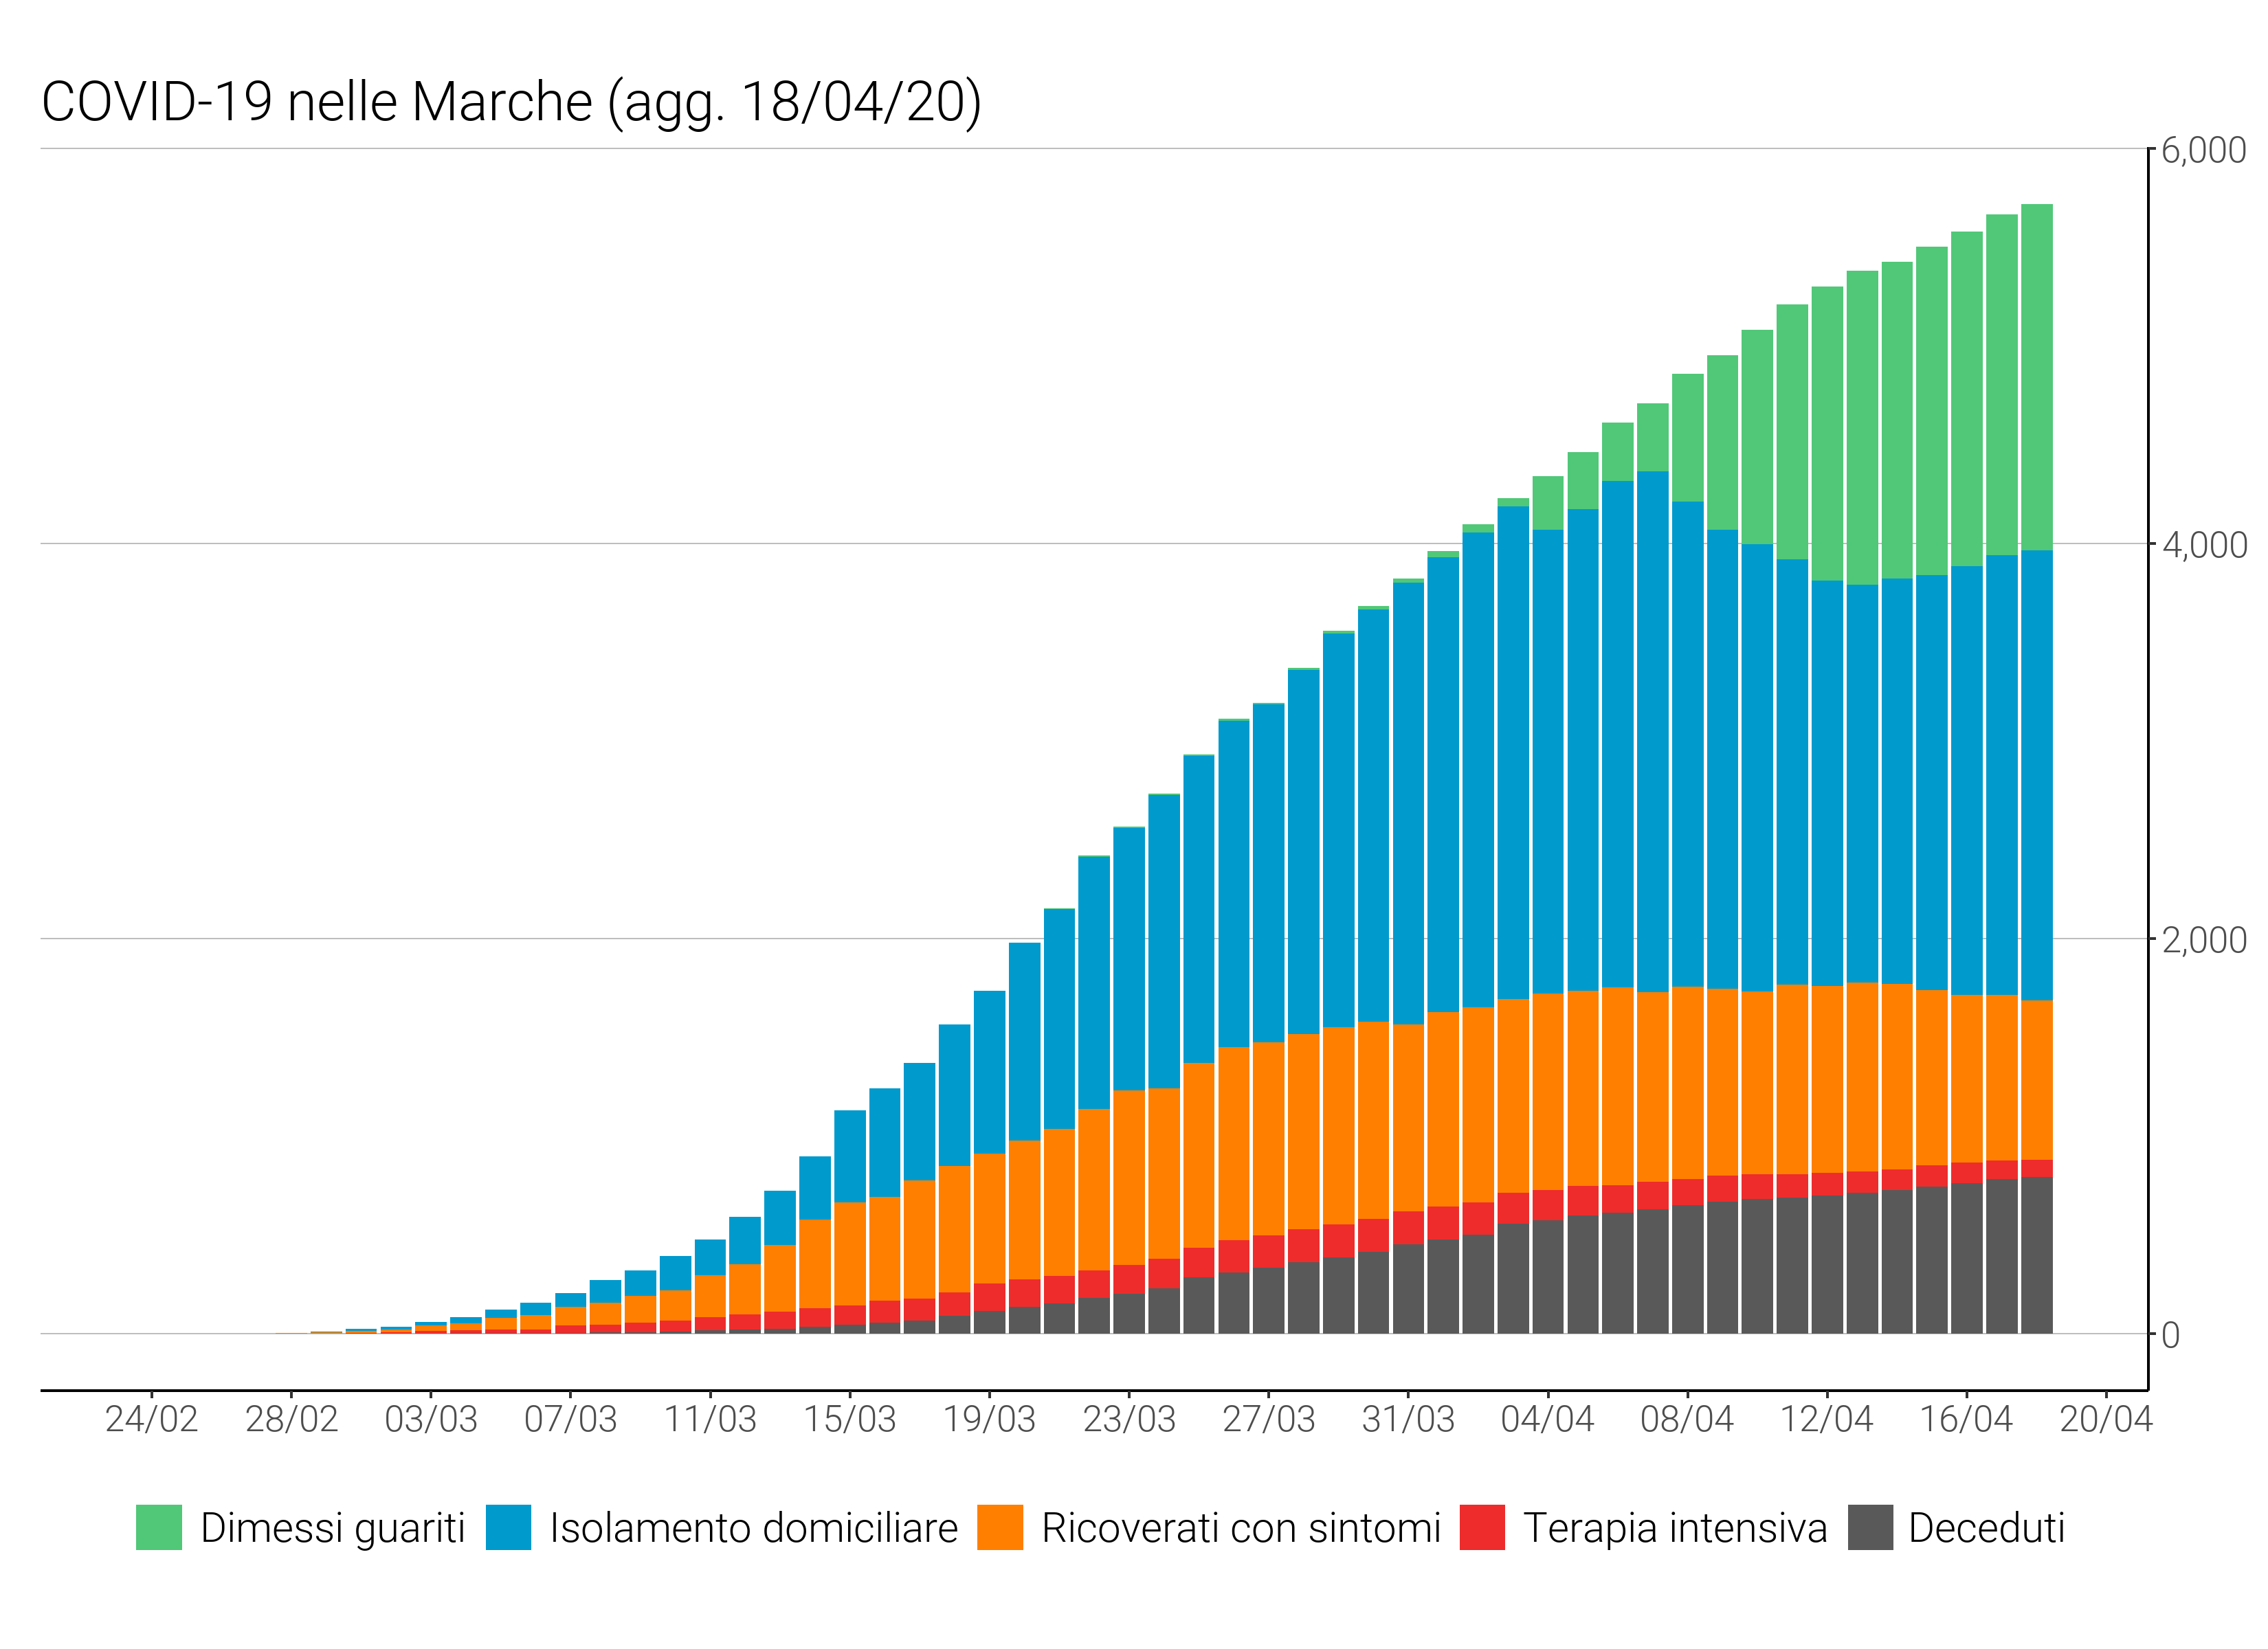 COVID-19 nelle Marche (agg. 18/04/20)
6,000
4,000
2,000
0
24/02 28/02 03/03 07/03 11/03 15/03 19/03 23/03 27/03 31/03 04/04 08/04 12/04 16/04 20/04
Dimessi guariti Isolamento domiciliare Ricoverati con sintomi Terapia intensiva Deceduti